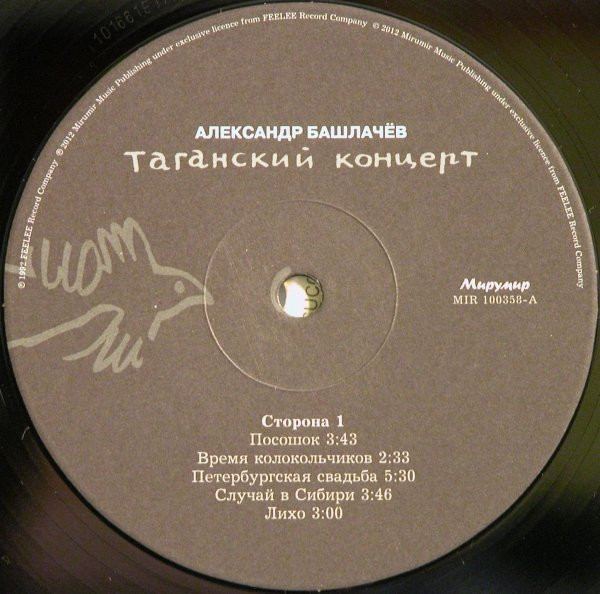 © 1992 FEELEE Record Company ℗ 2012 Mirumir Music Publishing under exclusive licence from FEELEE Record Company © 2012 Mirumir Music Publishing under exclusive licence from FEELEE Record Company
АЛЕКСАНДР БАШЛАЧЁВ
Таганский концерт
Мирумир
MIR 100358-A
Сторона 1
Посошок 3:43
Время колокольчиков 2:33
Петербургская свадьба 5:30
Случай в Сибири 3:46
Лихо 3:00